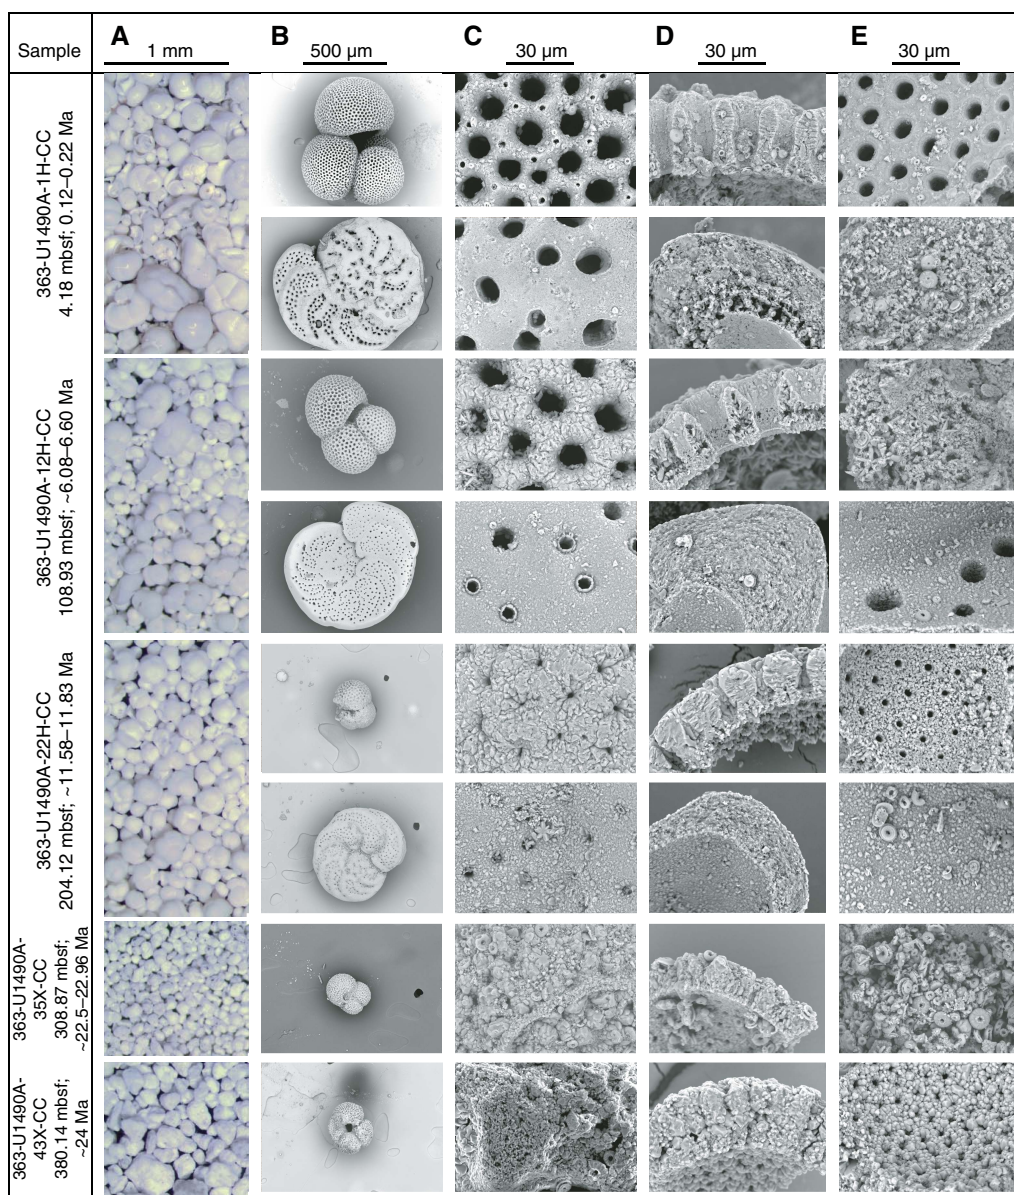 Sample
A
1 mm
B
500 µm
C
30 µm
D
30 µm
E
30 µm
363-U1490A-1H-CC
4.18 mbsf; 0.12–0.22 Ma
363-U1490A-12H-CC
108.93 mbsf; ~6.08–6.60 Ma
363-U1490A-22H-CC
204.12 mbsf; ~11.58–11.83 Ma
363-U1490A-
35X-CC
308.87 mbsf;
~22.5–22.96 Ma
363-U1490A-
43X-CC
380.14 mbsf;
~24 Ma